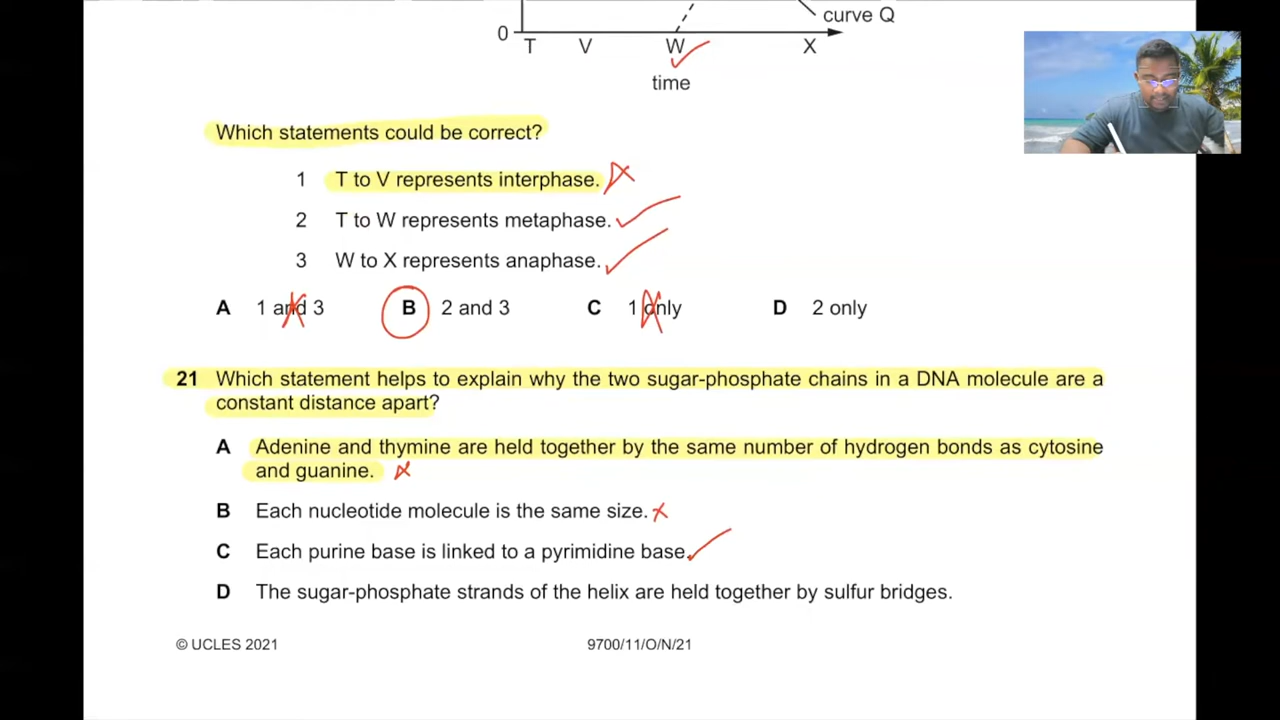 curve Q
0
T V W X
time
Which statements could be correct?
1 T to V represents interphase.
2 T to W represents metaphase.
3 W to X represents anaphase.
A 1 and 3 B 2 and 3 C 1 only D 2 only
21 Which statement helps to explain why the two sugar-phosphate chains in a DNA molecule are a
constant distance apart?
A Adenine and thymine are held together by the same number of hydrogen bonds as cytosine
and guanine.
B Each nucleotide molecule is the same size.
C Each purine base is linked to a pyrimidine base.
D The sugar-phosphate strands of the helix are held together by sulfur bridges.
© UCLES 2021 9700/11/O/N/21